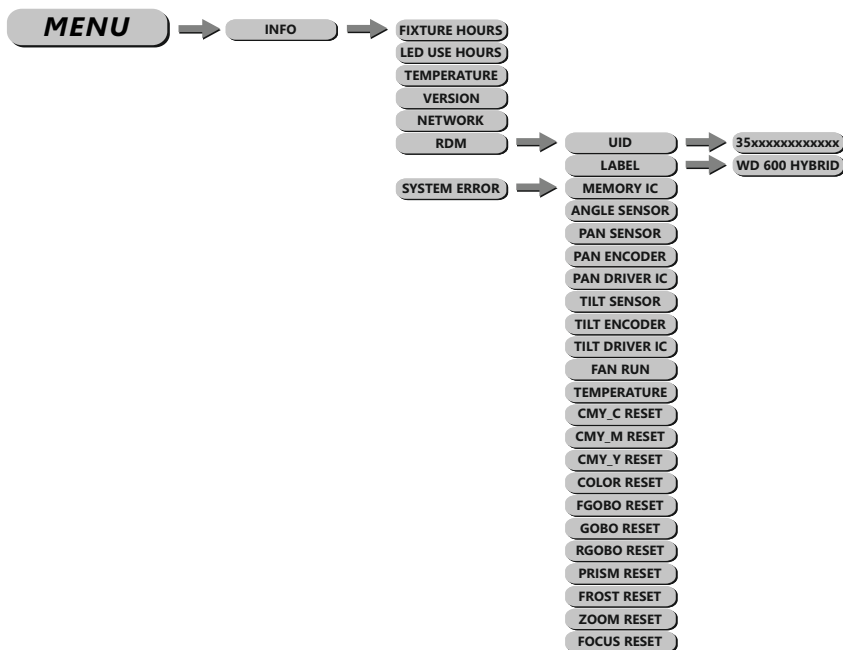 MENU INFO FIXTURE HOURS
LED USE HOURS
TEMPERATURE
VERSION
NETWORK
RDM UID 35xxxxxxxxxxxx
LABEL WD 600 HYBRID
SYSTEM ERROR MEMORY IC
ANGLE SENSOR
PAN SENSOR
PAN ENCODER
PAN DRIVER IC
TILT SENSOR
TILT ENCODER
TILT DRIVER IC
FAN RUN
TEMPERATURE
CMY_C RESET
CMY_M RESET
CMY_Y RESET
COLOR RESET
FGOBO RESET
GOBO RESET
RGOBO RESET
PRISM RESET
FROST RESET
ZOOM RESET
FOCUS RESET